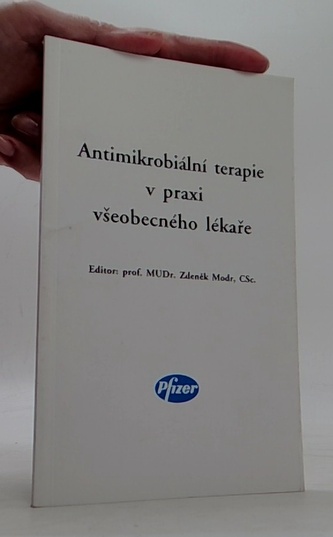 Antimikrobiální terapie
v praxi
všeobecného lékaře
Editor: prof. MUDr. Zdeněk Modr, CSc.
Pfizer